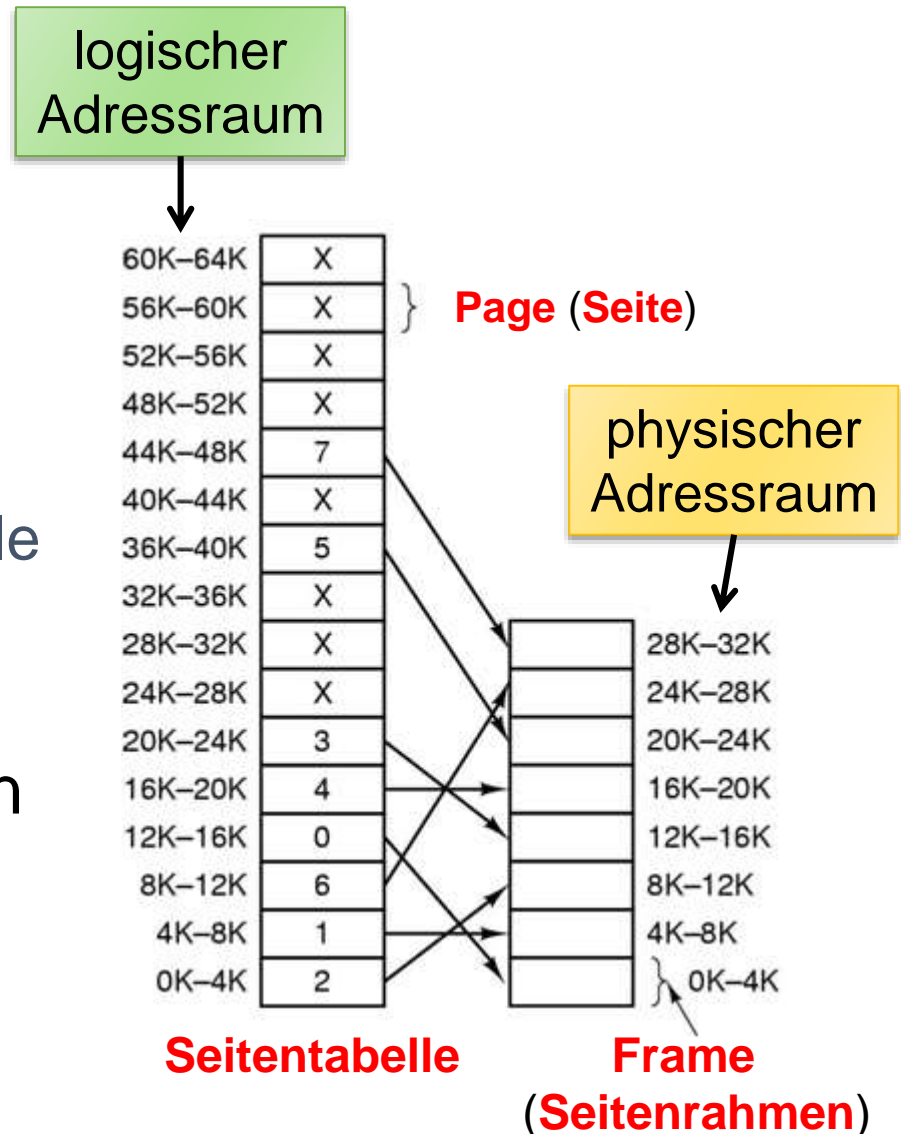 logischer
Adressraum
60K–64K X
56K–60K X Page (Seite)
52K–56K X
48K–52K X
44K–48K 7
40K–44K X
36K–40K 5
32K–36K X
28K–32K X
24K–28K X
20K–24K 3
16K–20K 4
12K–16K 0
8K–12K 6
4K–8K 1
0K–4K 2
Seitentabelle
physischer
Adressraum
28K–32K
24K–28K
20K–24K
16K–20K
12K–16K
8K–12K
4K–8K
0K–4K
Frame
(Seitenrahmen)